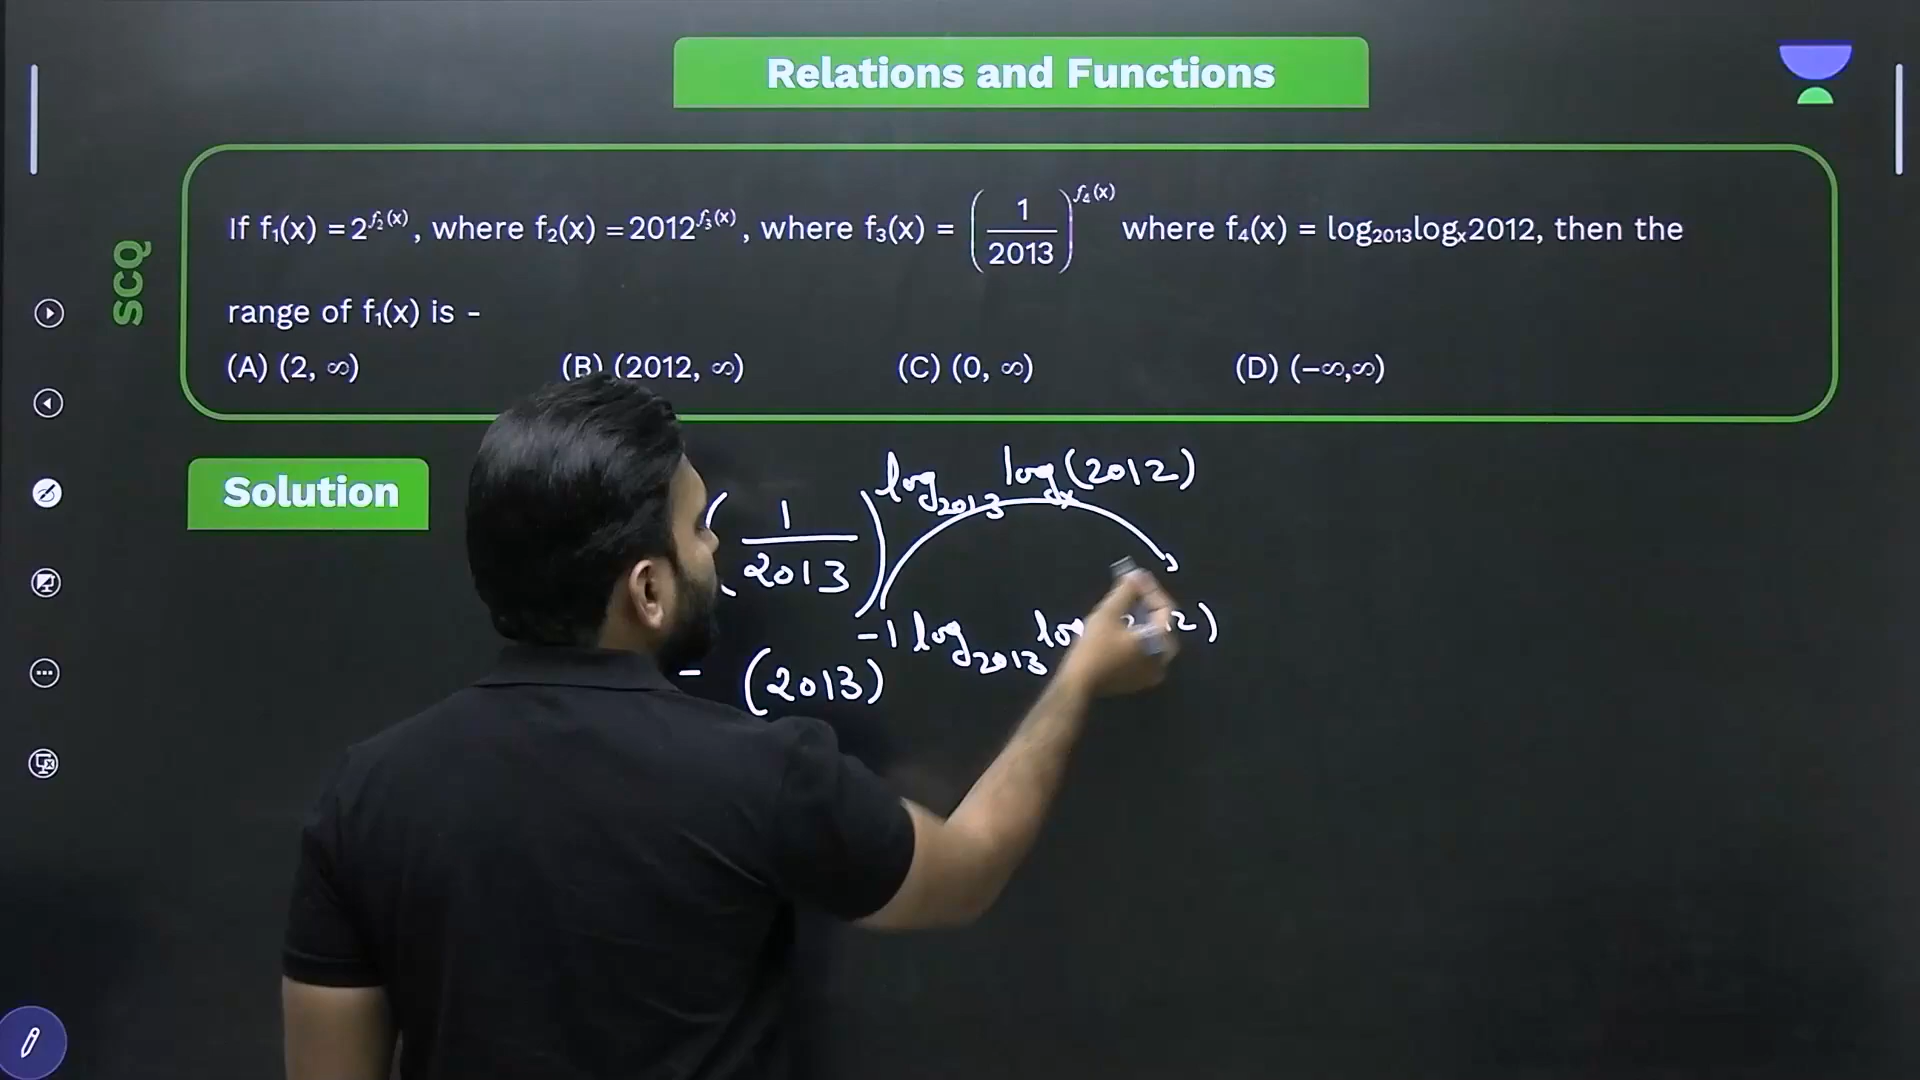 Relations and Functions
SCQ
If f₁(x) = 2^{f₂(x)}, where f₂(x) = 2012^{f₃(x)}, where f₃(x) = (1/2013)^{f₄(x)} where f₄(x) = log₂₀₁₃logₓ2012, then the
range of f₁(x) is -
(A) (2, ∞) (B) (2012, ∞) (C) (0, ∞) (D) (−∞,∞)
Solution
(1/2013)^{log₂₀₁₃ logₓ(2012)}
(2013)^{-1 log₂₀₁₃ log 12)}